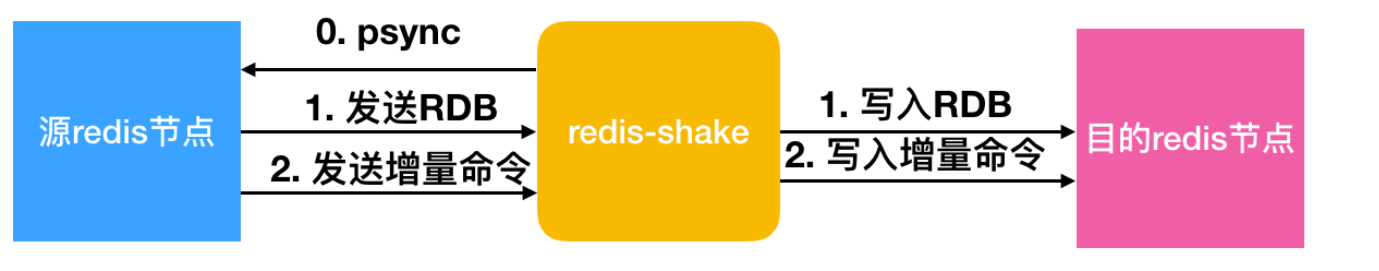 0. psync
1. 发送RDB
1. 写入RDB
源redis节点
redis-shake
目的redis节点
2. 发送增量命令
2. 写入增量命令